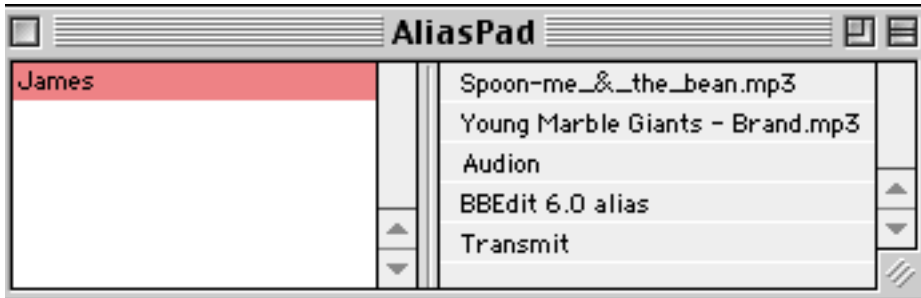 AliasPad
James
Spoon-me_&_the_bean.mp3
Young Marble Giants - Brand.mp3
Audion
BBEdit 6.0 alias
Transmit